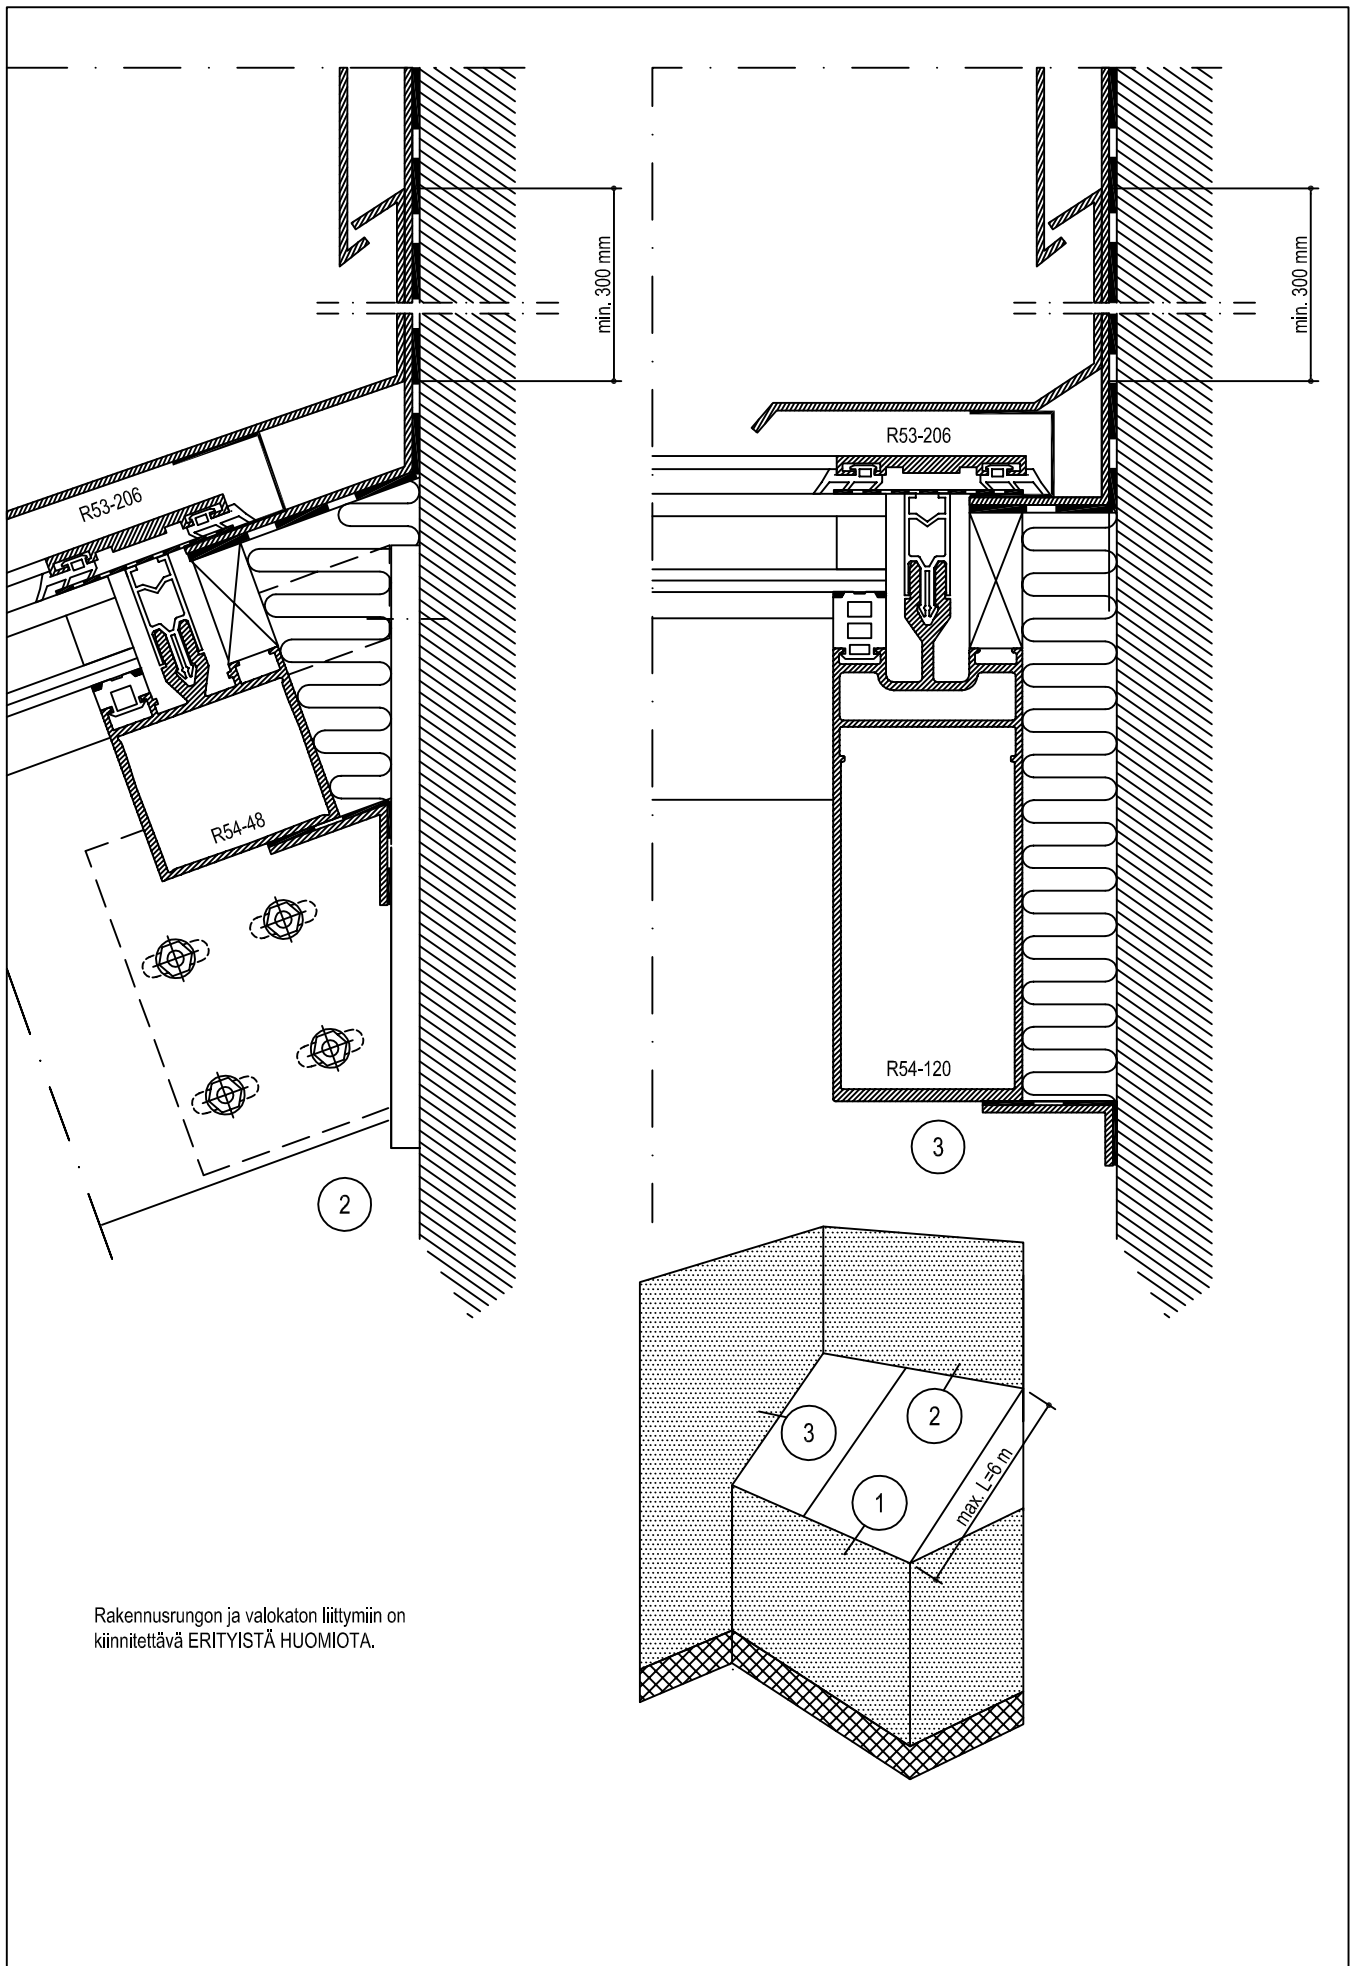 min. 300 mm
min. 300 mm
R53-206
R53-206
R54-48
R54-120
2
3
3
2
1
max. L=6 m
Rakennusrungon ja valokaton liittymiin on
kiinnitettävä ERITYISTÄ HUOMIOTA.